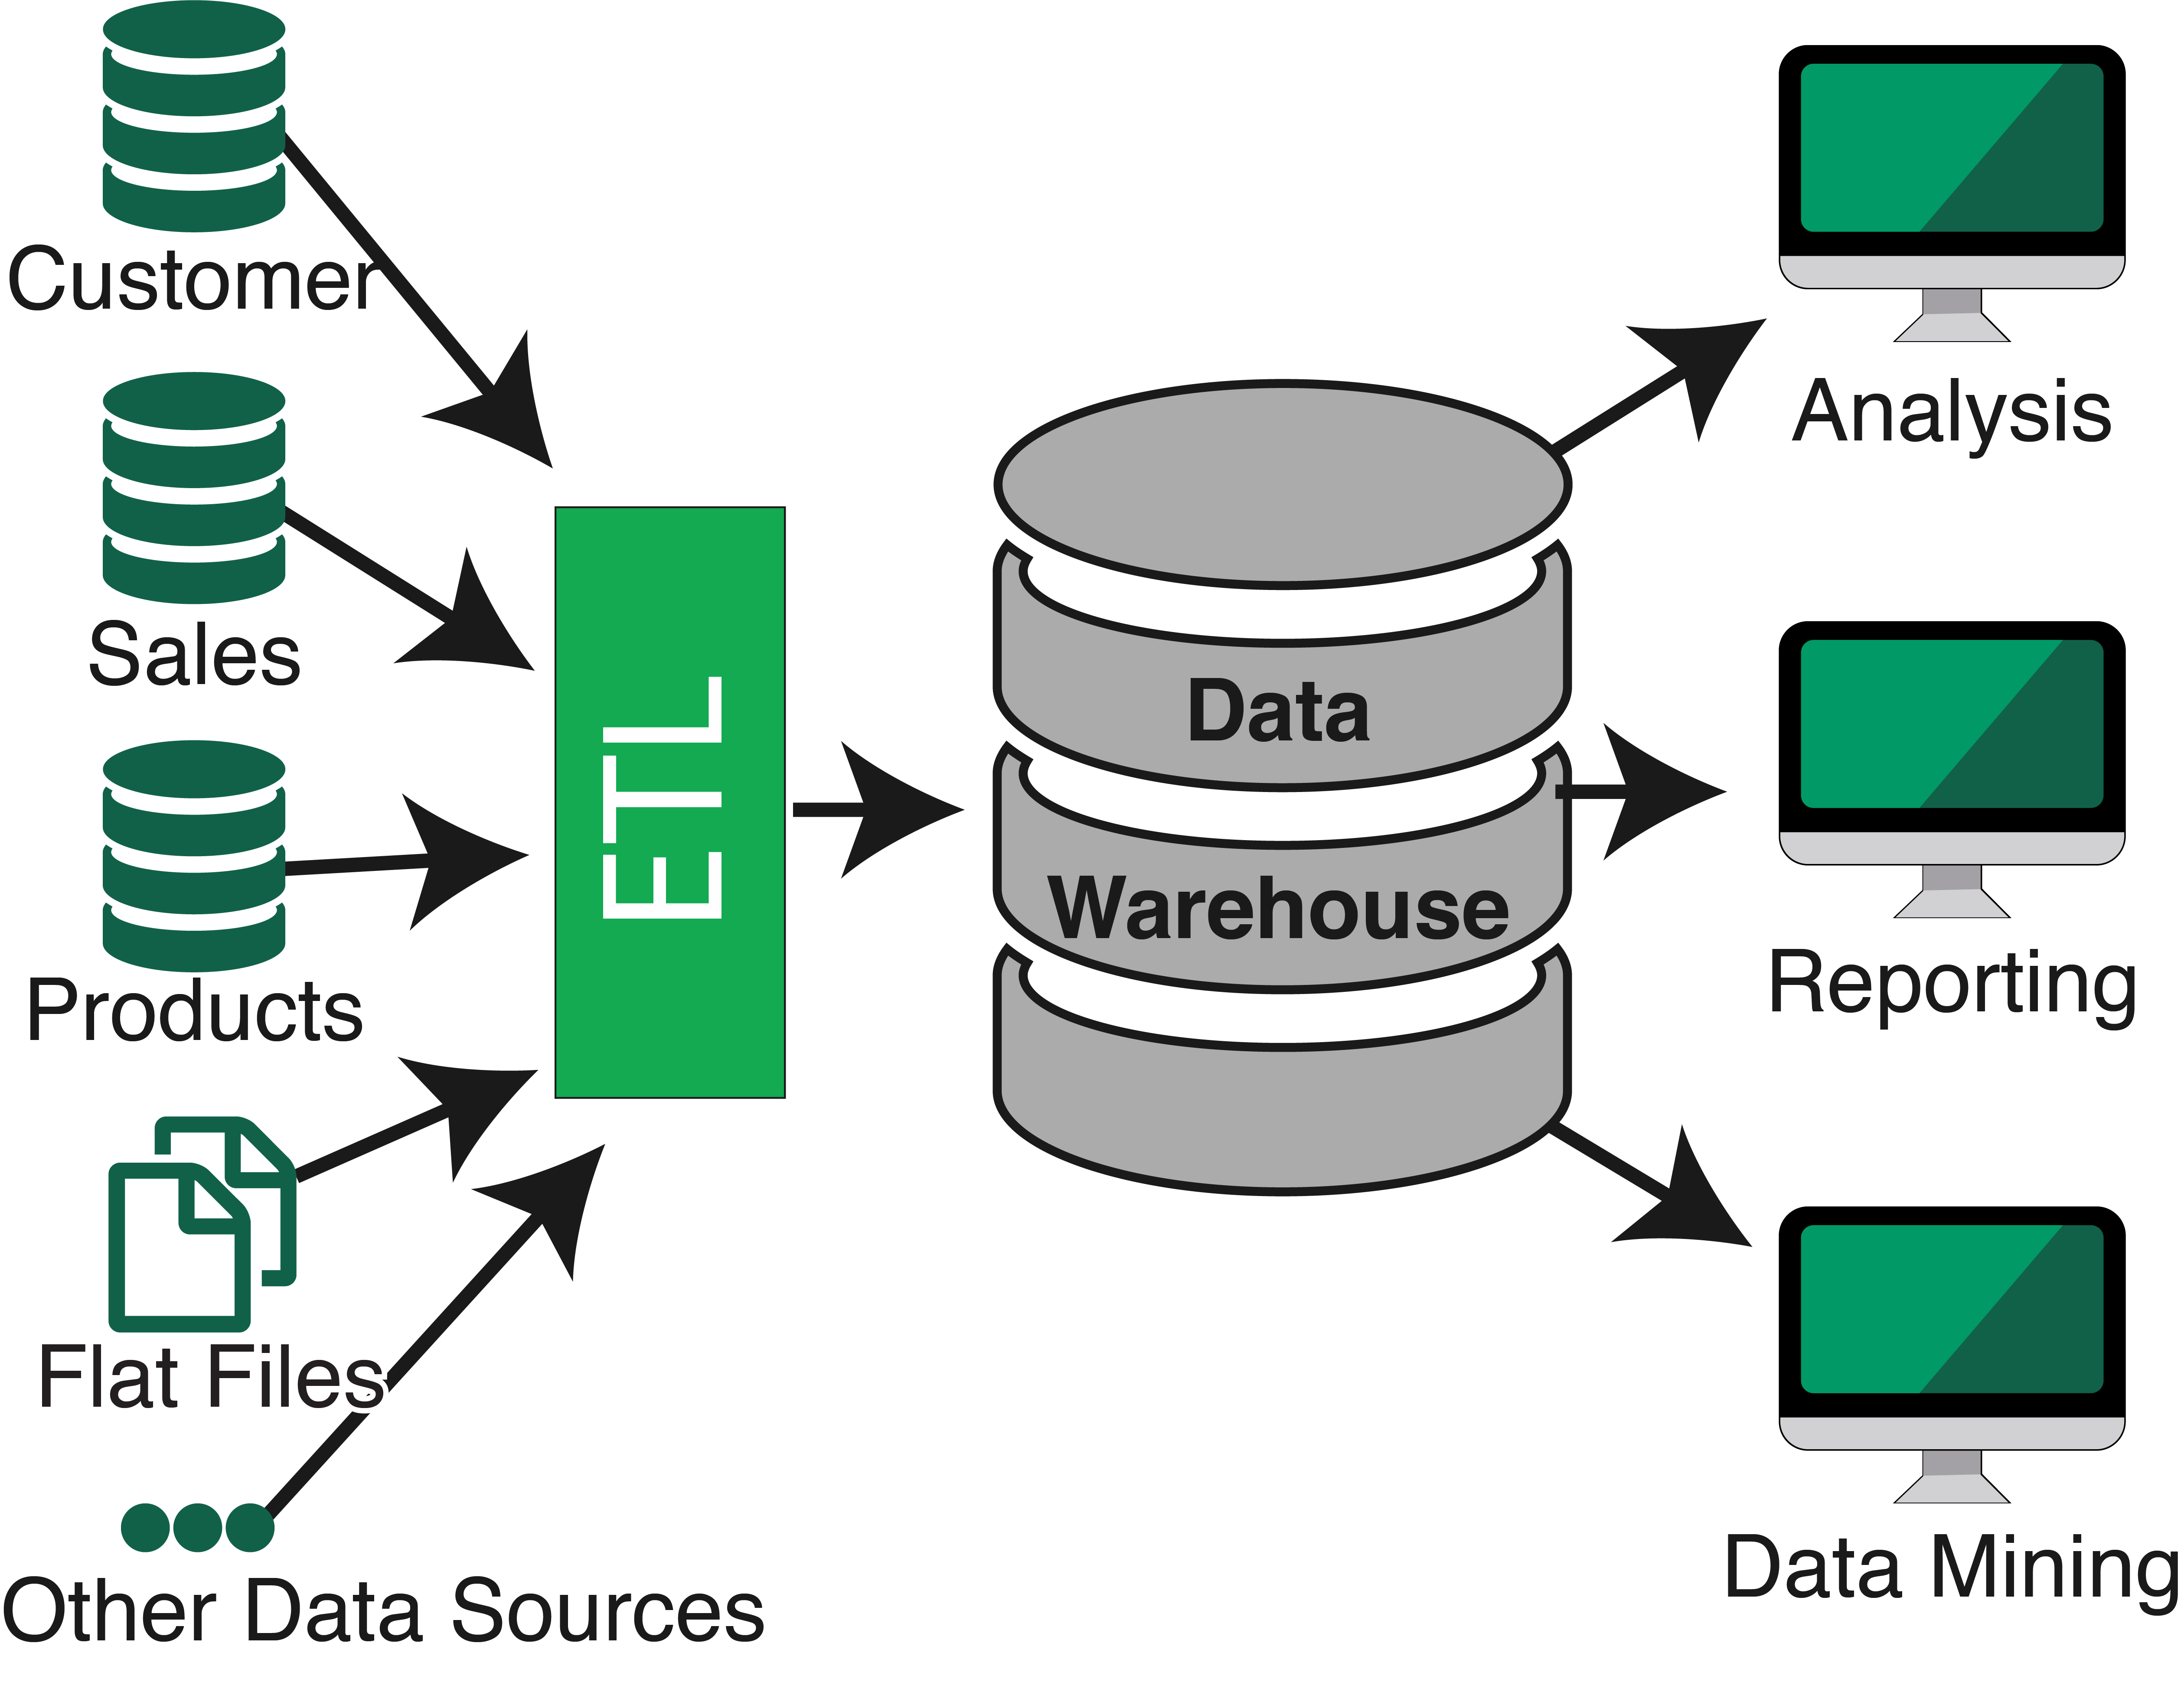 Customer
Sales
Products
Flat Files
Other Data Sources
ETL
Data
Warehouse
Analysis
Reporting
Data Mining